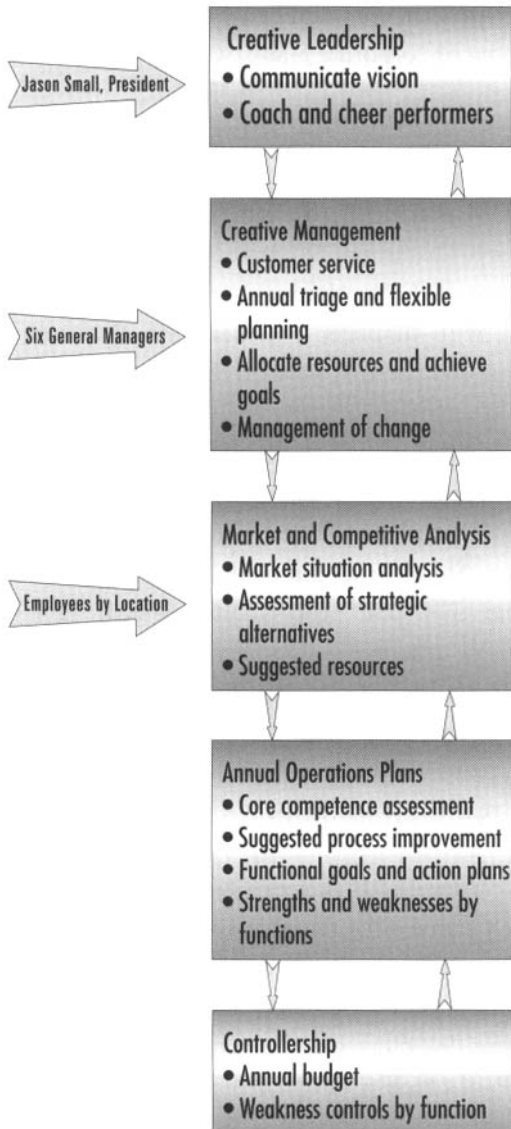 Creative Leadership
• Communicate vision
• Coach and cheer performers
Jason Small, President
Creative Management
• Customer service
• Annual triage and flexible
planning
• Allocate resources and achieve
goals
• Management of change
Six General Managers
Market and Competitive Analysis
• Market situation analysis
• Assessment of strategic
alternatives
• Suggested resources
Employees by Location
Annual Operations Plans
• Core competence assessment
• Suggested process improvement
• Functional goals and action plans
• Strengths and weaknesses by
functions
Controllership
• Annual budget
• Weakness controls by function